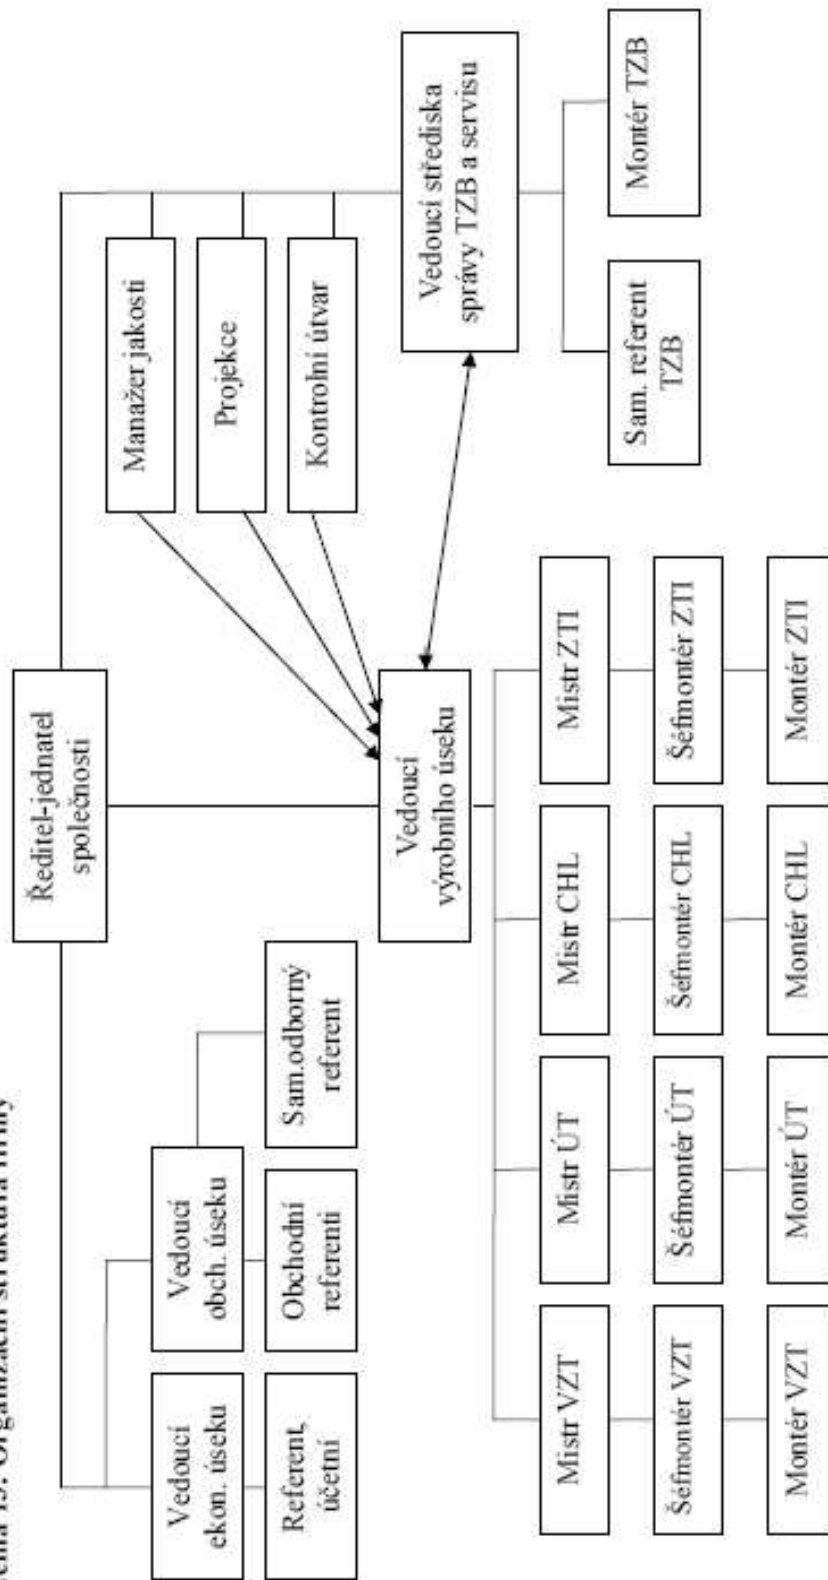 Organizační struktura firmy
Ředitel-jednatel
společnosti
Manažer jakosti
Projekce
Kontrolní útvar
Vedoucí
ekon. úseku
Vedoucí
obch. úseku
Referent,
účetní
Obchodní
referenti
Sam.odborný
referent
Vedoucí
výrobního úseku
Vedoucí střediska
správy TZB a servisu
Mistr VZT
Mistr ÚT
Mistr CHL
Mistr ZTI
Sam. referent
TZB
Montér TZB
Šéfmontér VZT
Šéfmontér ÚT
Šéfmontér CHL
Šéfmontér ZTI
Montér VZT
Montér ÚT
Montér CHL
Montér ZTI